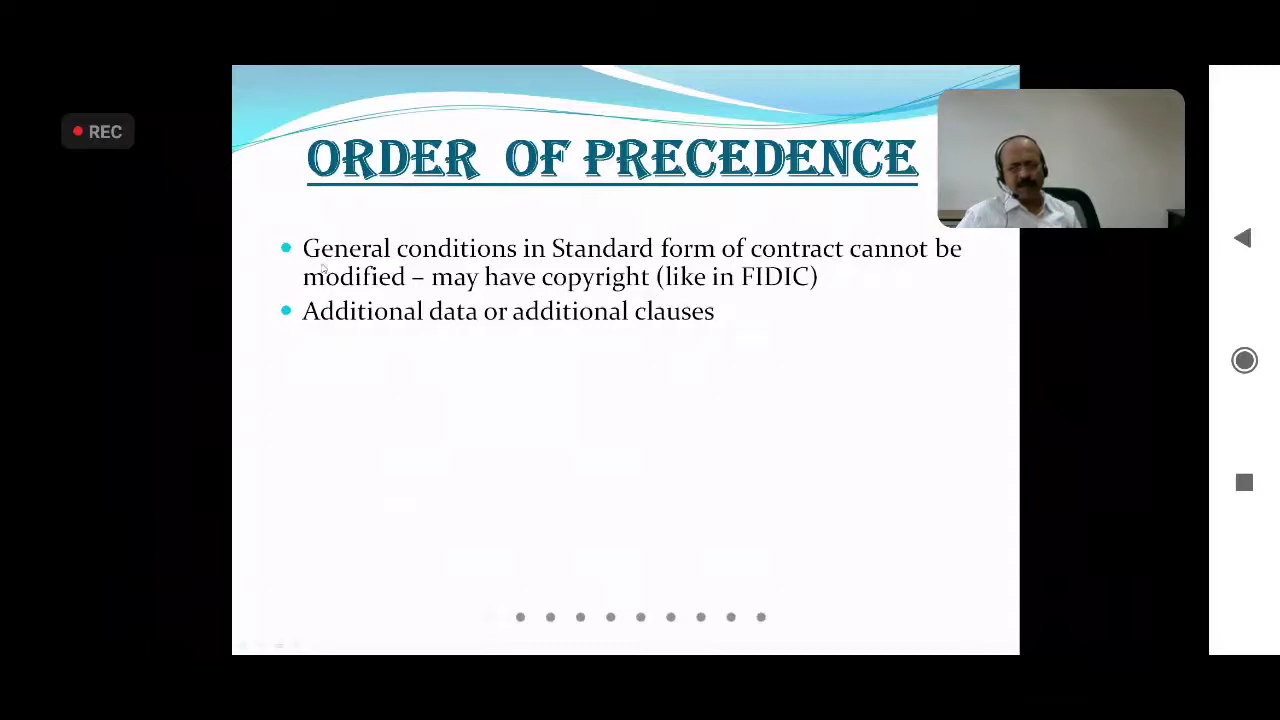 REC
ORDER OF PRECEDENCE
General conditions in Standard form of contract cannot be
modified – may have copyright (like in FIDIC)
Additional data or additional clauses